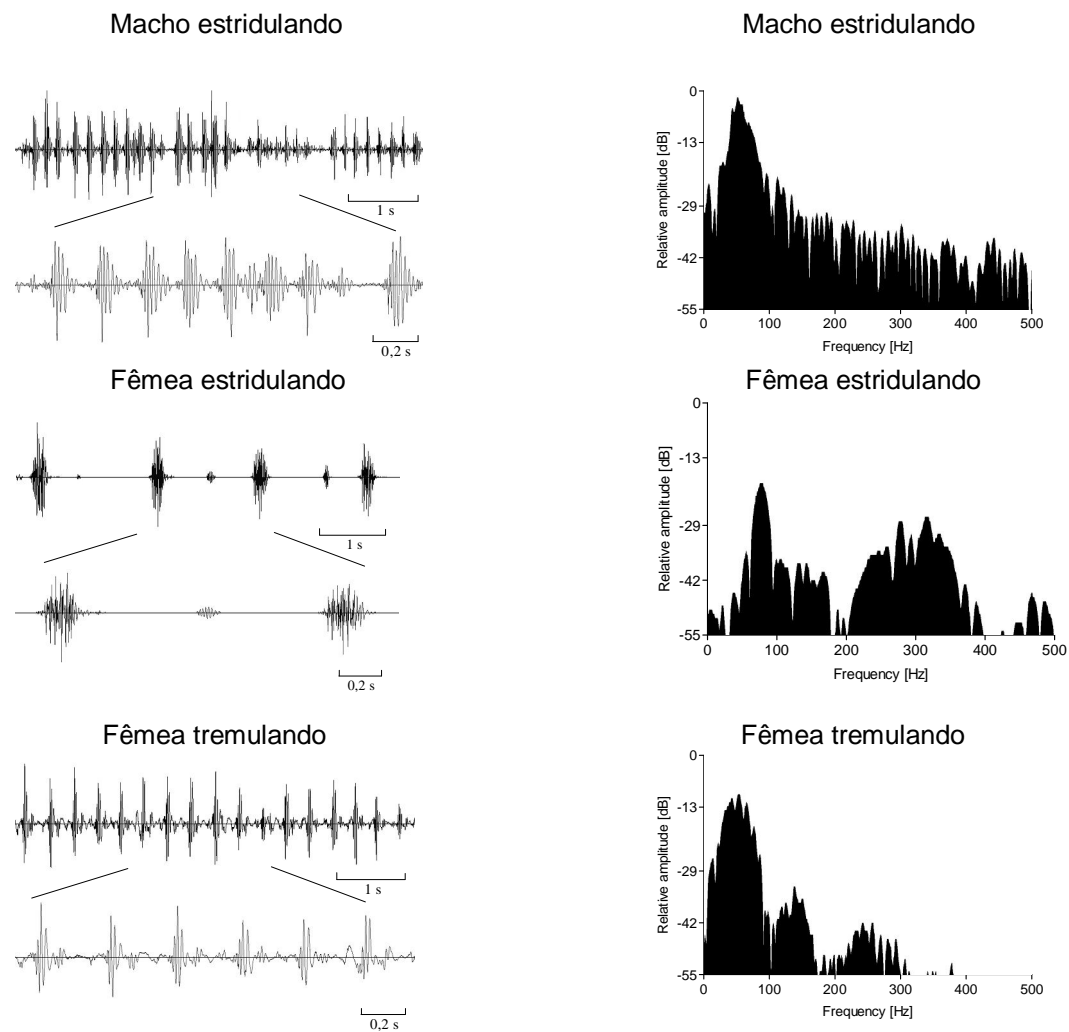 Macho estridulando
1 s
0,2 s
Macho estridulando
0
-13
-29
-42
-55
Relative amplitude [dB]
0 100 200 300 400 500
Frequency [Hz]
Fêmea estridulando
1 s
0,2 s
Fêmea estridulando
0
-13
-29
-42
-55
Relative amplitude [dB]
0 100 200 300 400 500
Frequency [Hz]
Fêmea tremulando
1 s
0,2 s
Fêmea tremulando
0
-13
-29
-42
-55
Relative amplitude [dB]
0 100 200 300 400 500
Frequency [Hz]